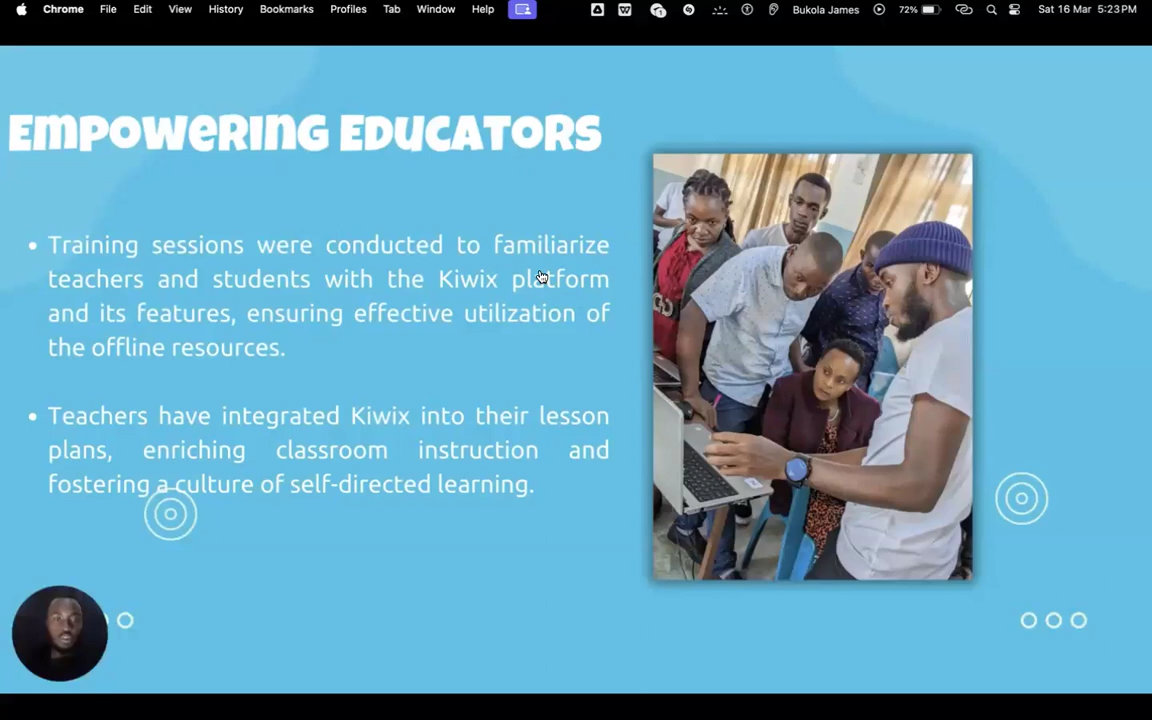 Chrome File Edit View History Bookmarks Profiles Tab Window Help Bukola James 72% Sat 16 Mar 5:23 PM
Empowering Educators
• Training sessions were conducted to familiarize
teachers and students with the Kiwix platform
and its features, ensuring effective utilization of
the offline resources.
• Teachers have integrated Kiwix into their lesson
plans, enriching classroom instruction and
fostering a culture of self-directed learning.